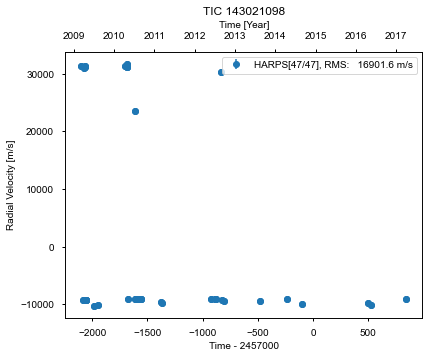 TIC 143021098
Time [Year]
2009 2010 2011 2012 2013 2014 2015 2016 2017
HARPS[47/47], RMS: 16901.6 m/s
Radial Velocity [m/s]
30000
20000
10000
0
−10000
−2000 −1500 −1000 −500 0 500
Time - 2457000